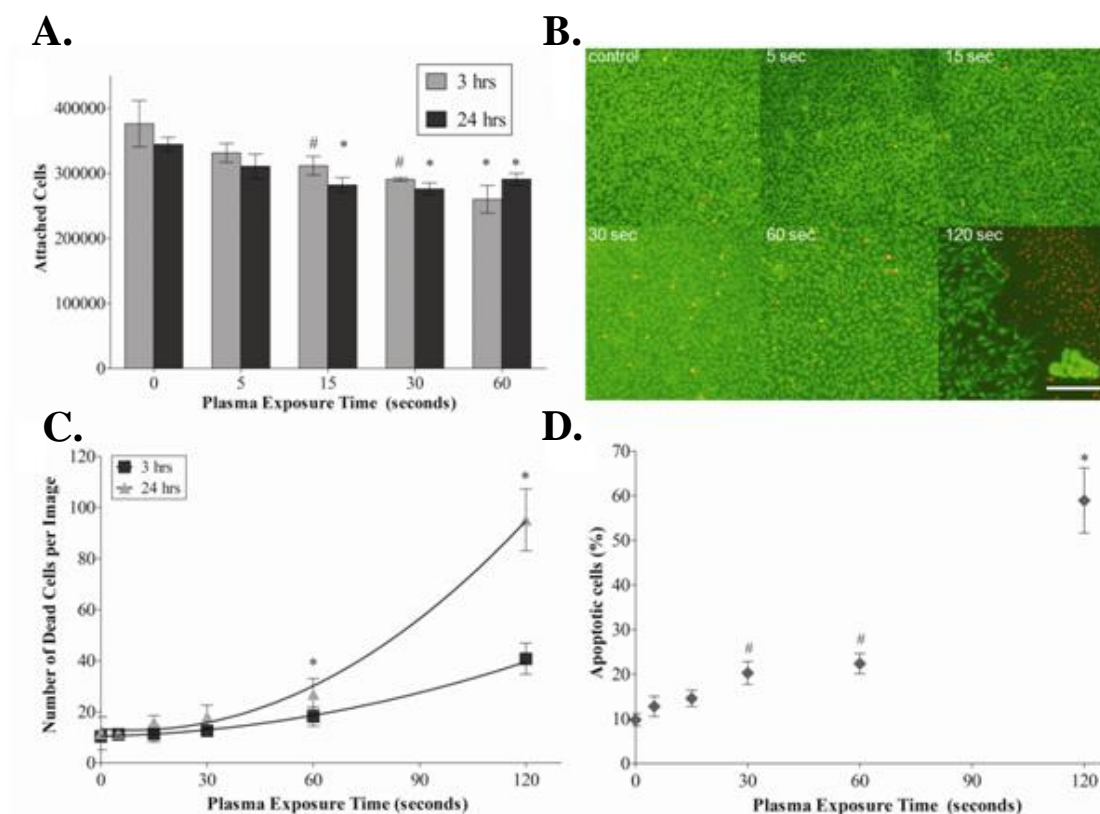 A.
3 hrs
24 hrs
400000
300000
200000
100000
0
Attached Cells
# *
# *
* *
0 5 15 30 60
Plasma Exposure Time (seconds)
B.
control 5 sec 15 sec
30 sec 60 sec 120 sec
C.
3 hrs
24 hrs
120
100
80
60
40
20
0
Number of Dead Cells per Image
*
*
0 30 60 90 120
Plasma Exposure Time (seconds)
D.
70
60
50
40
30
20
10
0
Apoptotic cells (%)
# #
*
0 30 60 90 120
Plasma Exposure Time (seconds)